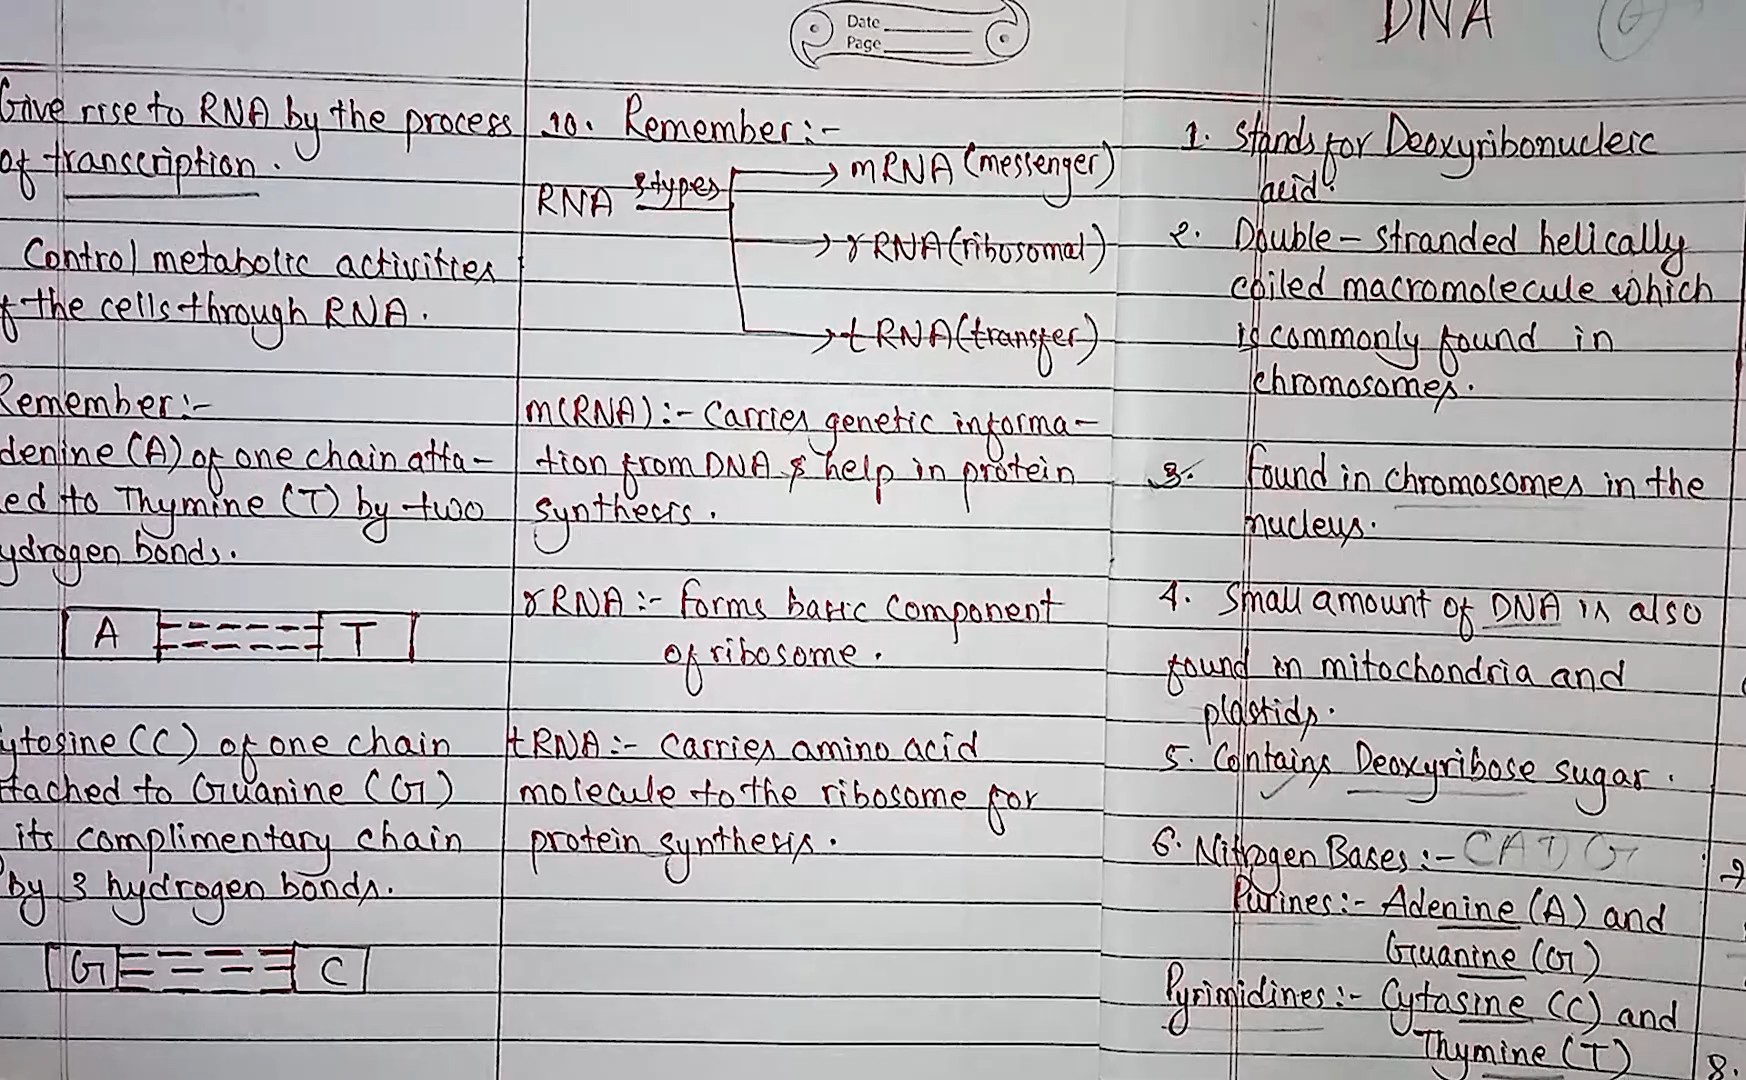 Date
Page
Give rise to RNA by the process
of transcription.
Control metabolic activities
f the cells through RNA.
Remember:-
denine (A) of one chain atta-
ed to Thymine (T) by two
ydrogen bonds.
A T
ytosine (C) of one chain
ttached to Guanine (G)
its complimentary chain
by 3 hydrogen bonds.
G C
10. Remember:-
RNA 3 types
mRNA (messenger)
rRNA (ribosomal)
tRNA (transfer)
m(RNA):- Carries genetic informa-
tion from DNA & help in protein
synthesis.
rRNA:- forms basic component
of ribosome.
tRNA:- carries amino acid
molecule to the ribosome for
protein synthesis.
DNA
1. Stands for Deoxyribonucleic
acid.
2. Double-stranded helically
coiled macromolecule which
is commonly found in
chromosomes.
3. Found in chromosomes in the
nucleus.
4. Small amount of DNA is also
found in mitochondria and
plastids.
5. Contains Deoxyribose sugar.
6. Nitrogen Bases:- CATG
Purines:- Adenine (A) and
Guanine (G)
Pyrimidines:- Cytosine (C) and
Thymine (T)
8.